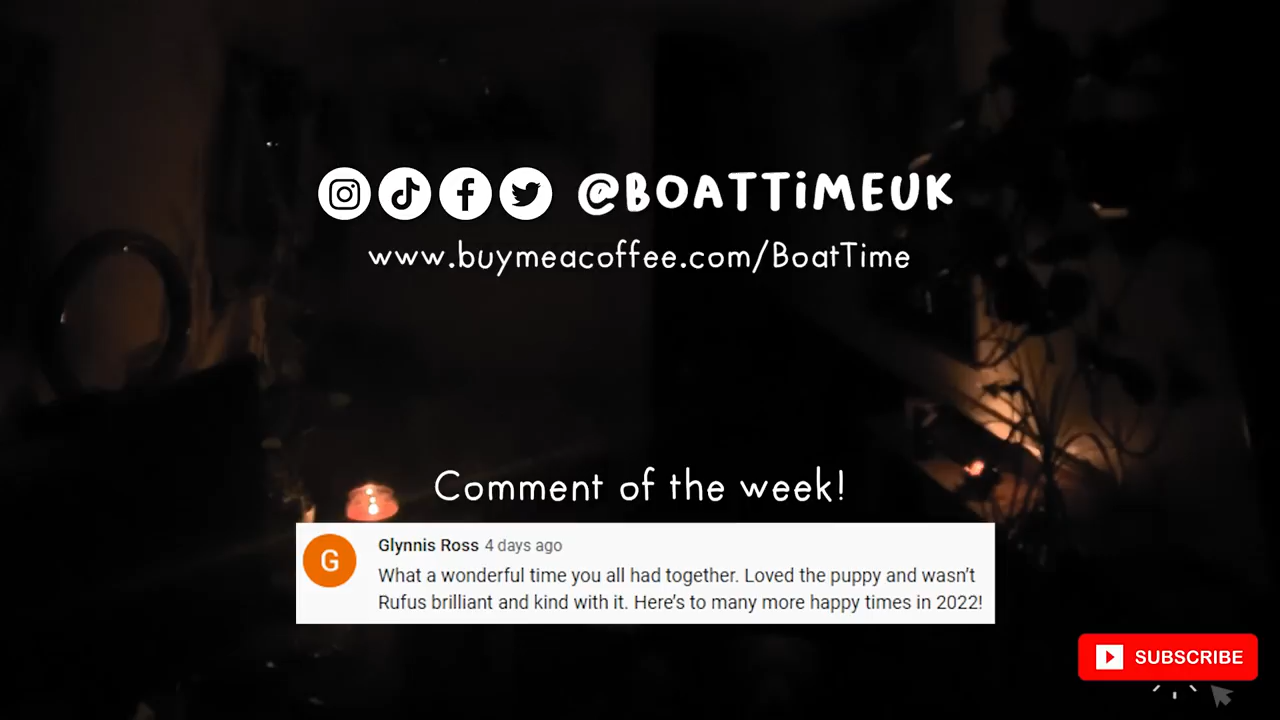 @BOATTiMEUK
www.buymeacoffee.com/BoatTime
Comment of the week!
G
Glynnis Ross 4 days ago
What a wonderful time you all had together. Loved the puppy and wasn't
Rufus brilliant and kind with it. Here's to many more happy times in 2022!
SUBSCRIBE